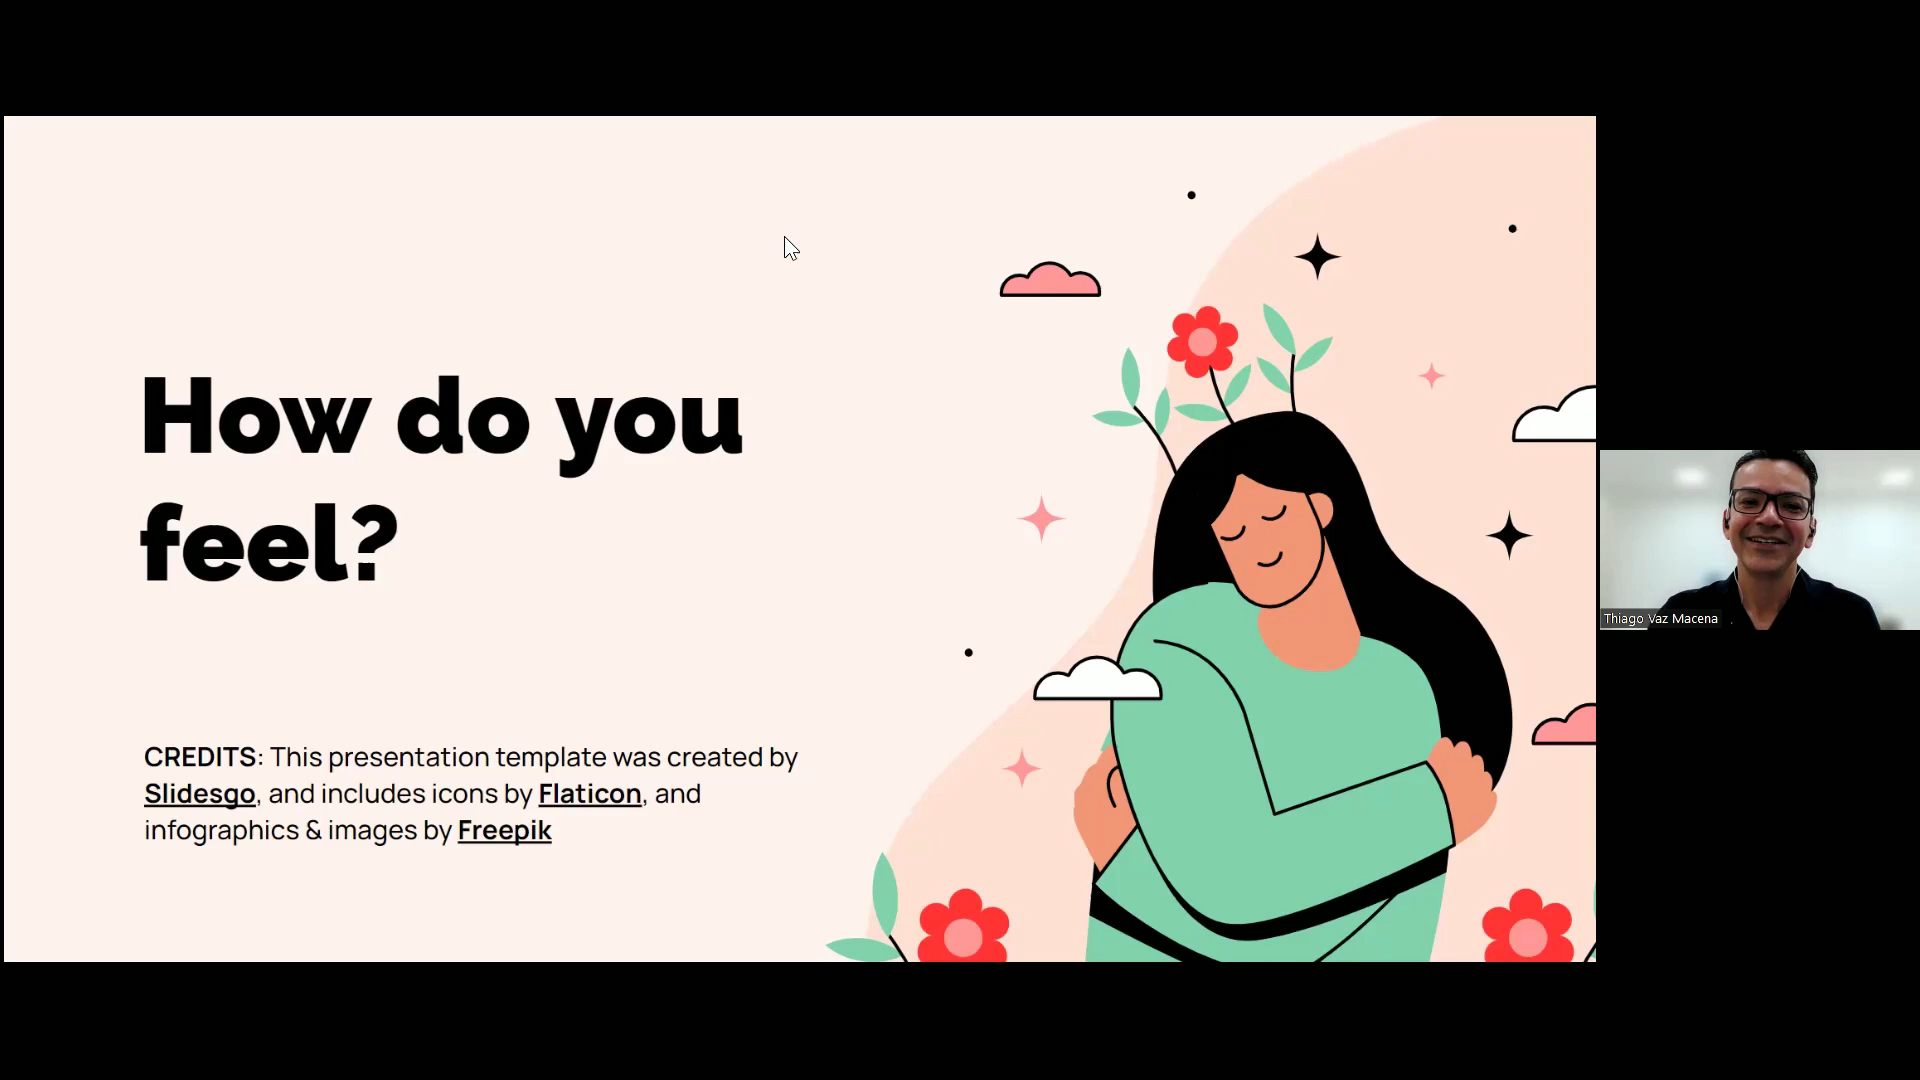 How do you
feel?
CREDITS: This presentation template was created by
Slidesgo, and includes icons by Flaticon, and
infographics & images by Freepik
Thiago Vaz Macena